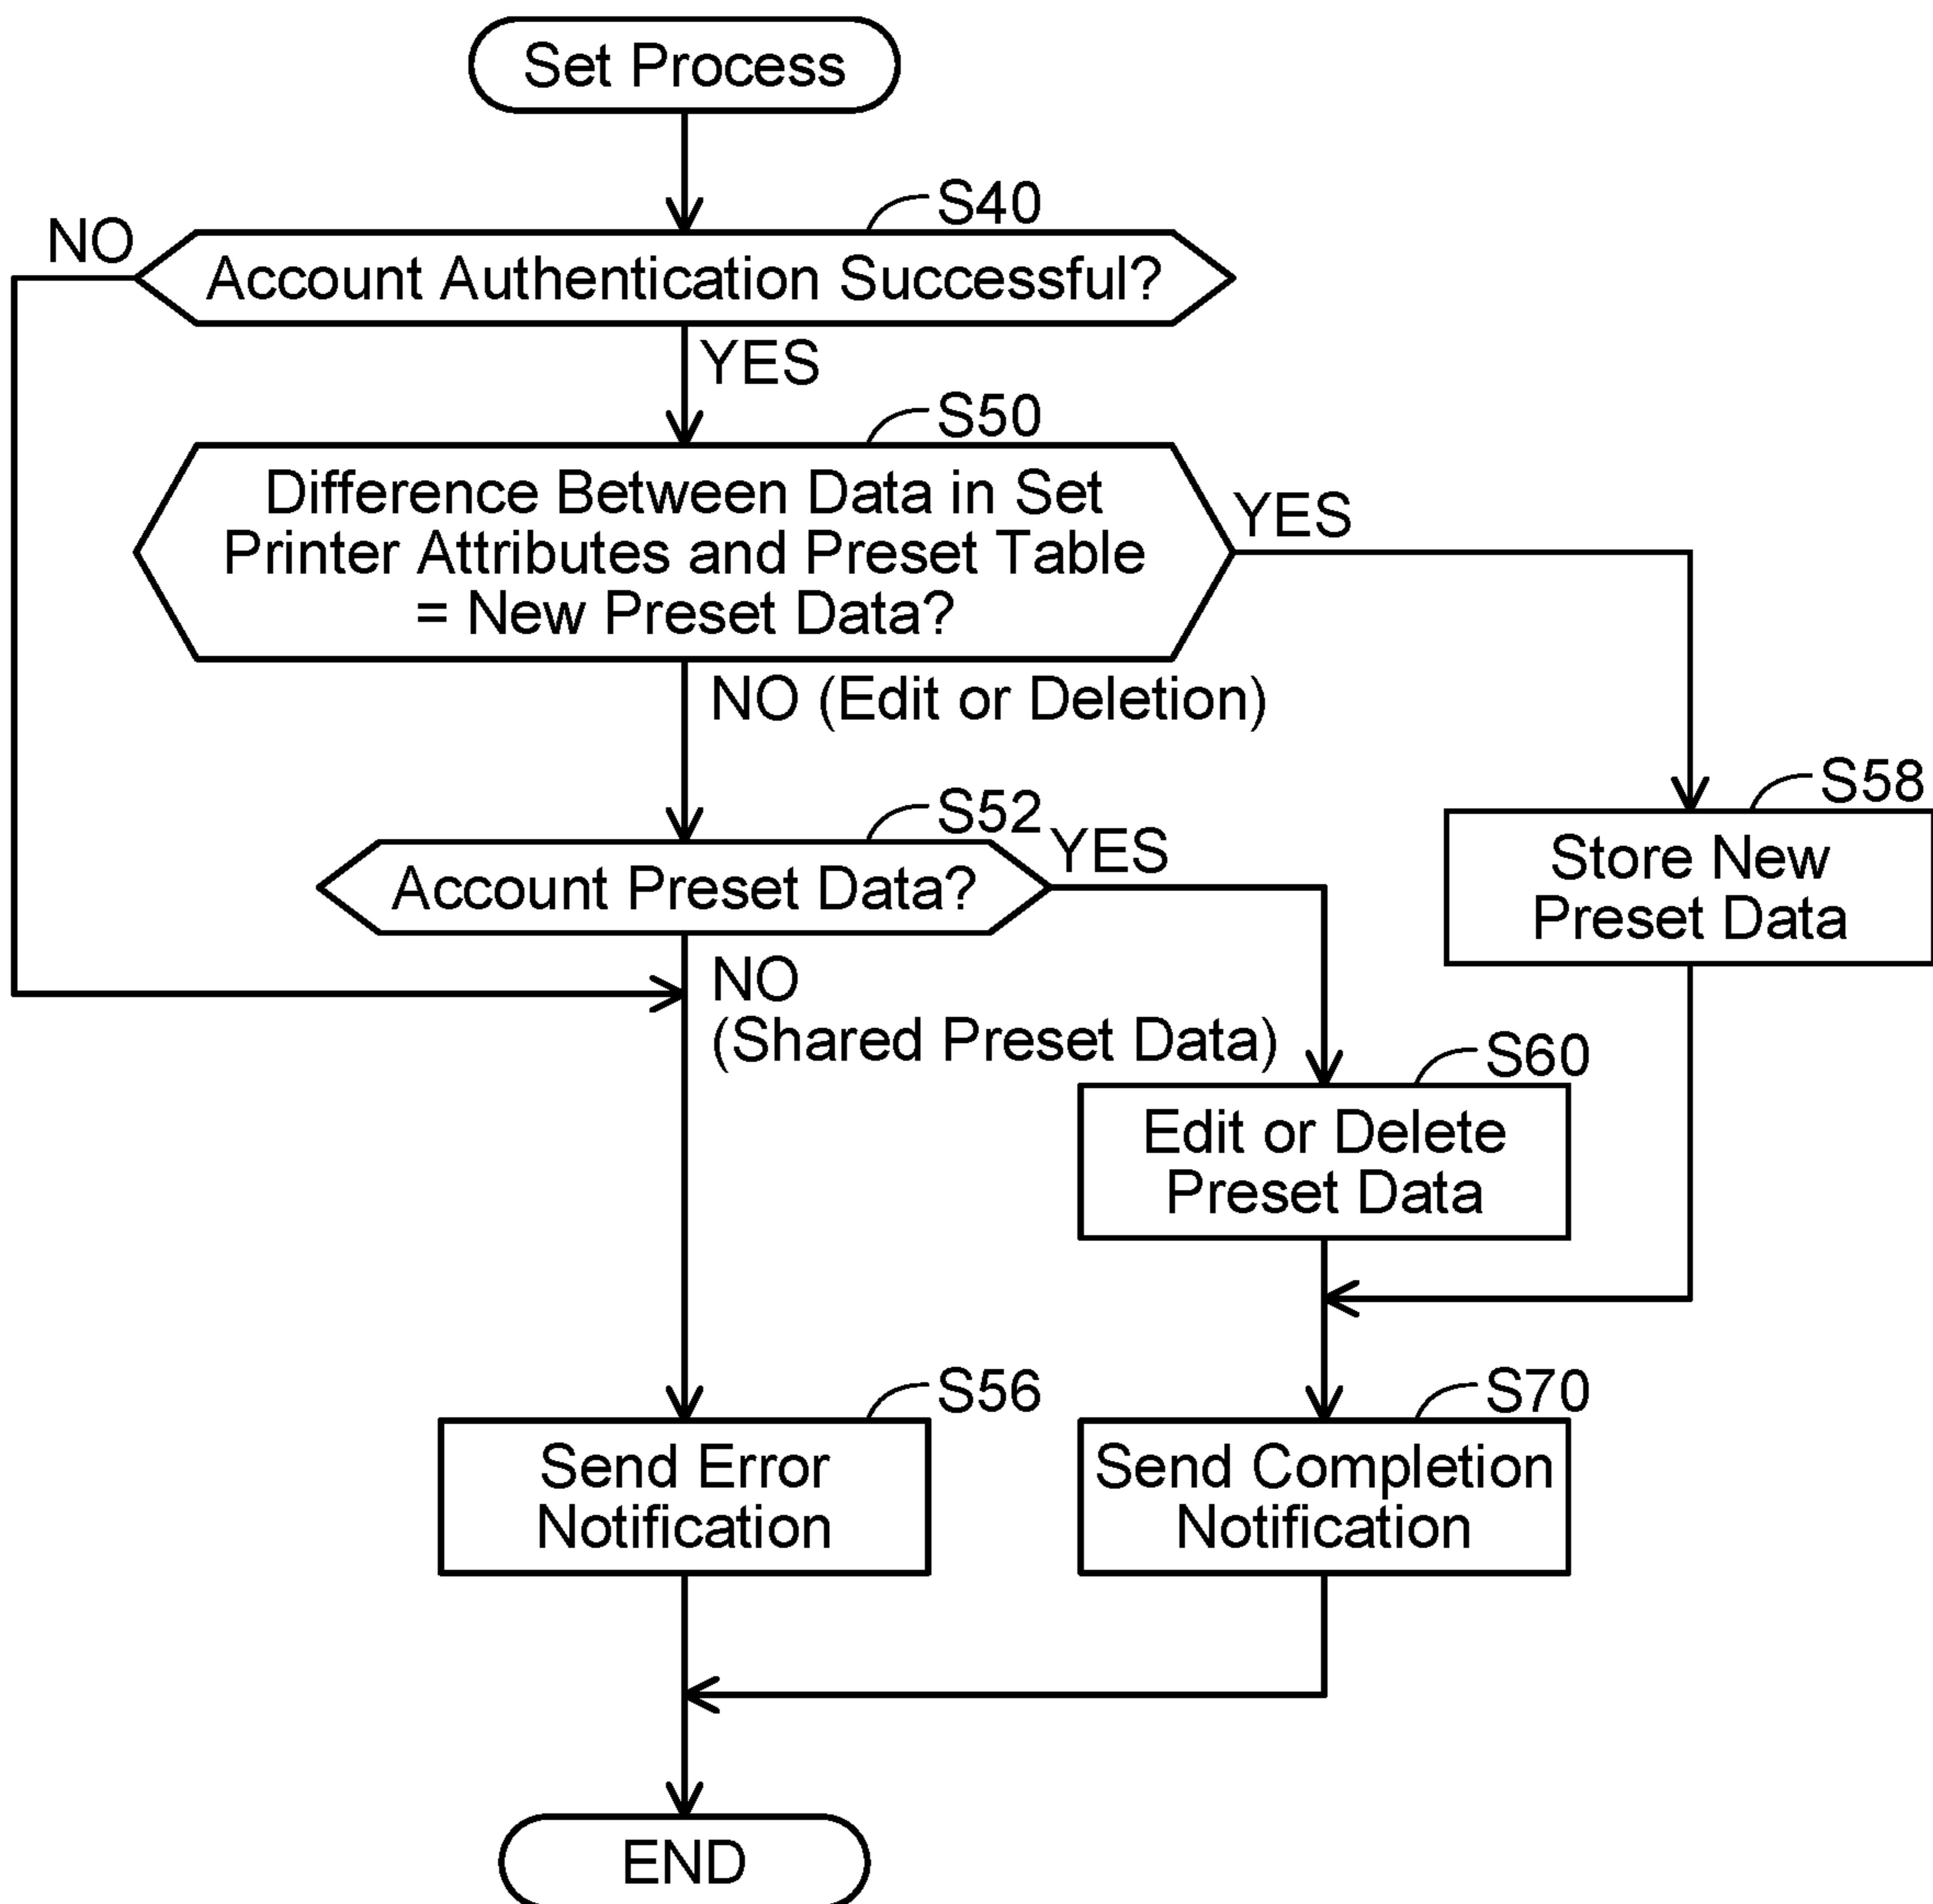 Set Process
S40
NO
Account Authentication Successful?
YES
S50
Difference Between Data in Set
Printer Attributes and Preset Table
= New Preset Data?
YES
NO (Edit or Deletion)
S52
Account Preset Data?
YES
S58
Store New
Preset Data
NO
(Shared Preset Data)
S60
Edit or Delete
Preset Data
S56
Send Error
Notification
S70
Send Completion
Notification
END